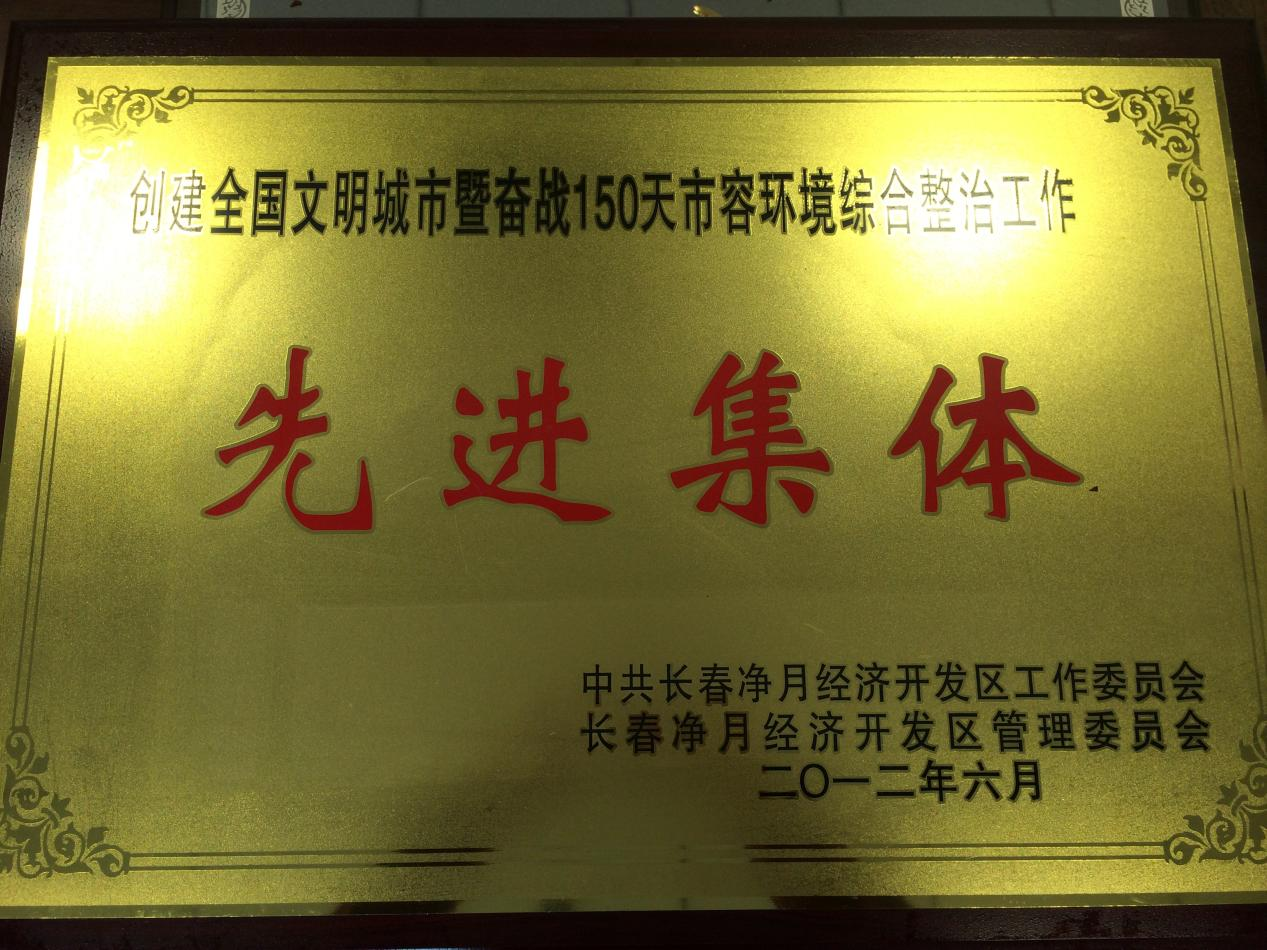 创建全国文明城市暨奋战150天市容环境综合整治工作
先进集体
中共长春净月经济开发区工作委员会
长春净月经济开发区管理委员会
二〇一二年六月